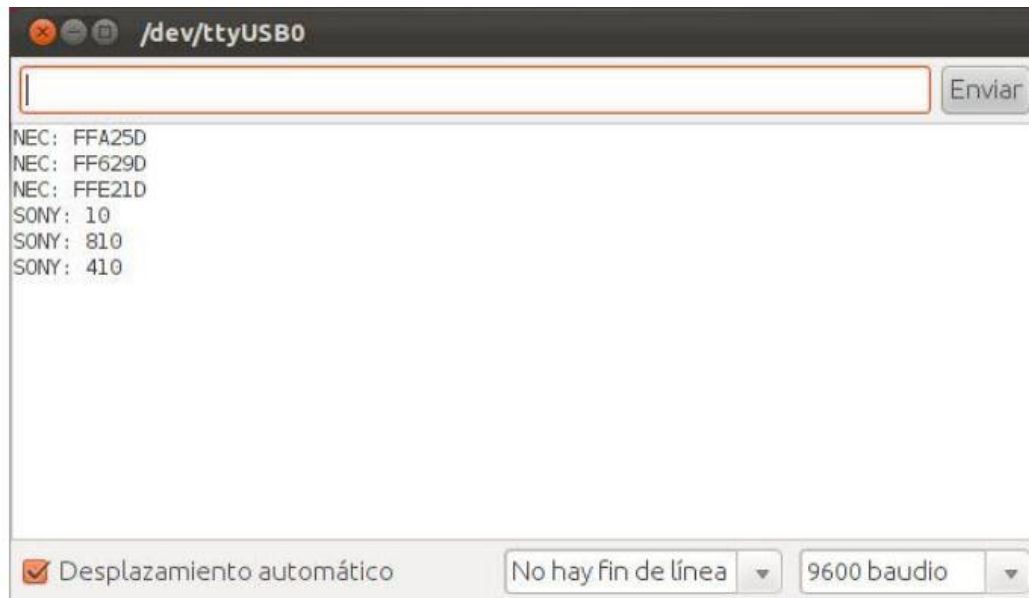 /dev/ttyUSB0
Enviar
NEC: FFA25D
NEC: FF629D
NEC: FFE21D
SONY: 10
SONY: 810
SONY: 410
Desplazamiento automático
No hay fin de línea
9600 baudio